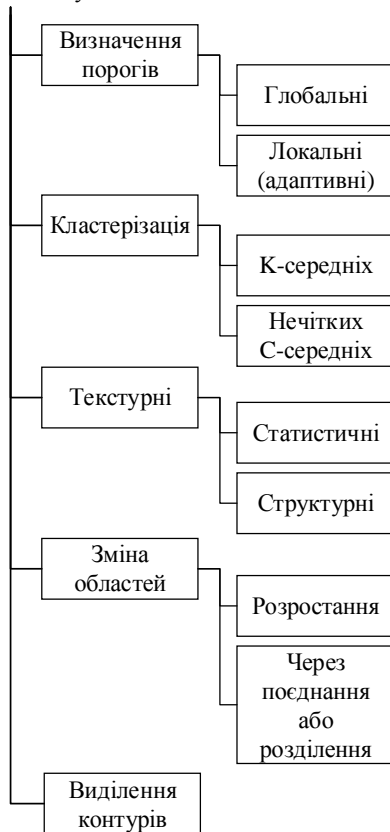 Визначення
порогів
Глобальні
Локальні
(адаптивні)
Кластерізація
К-середніх
Нечітких
С-середніх
Текстурні
Статистичні
Структурні
Зміна
областей
Розростання
Через
поєднання
або
розділення
Виділення
контурів